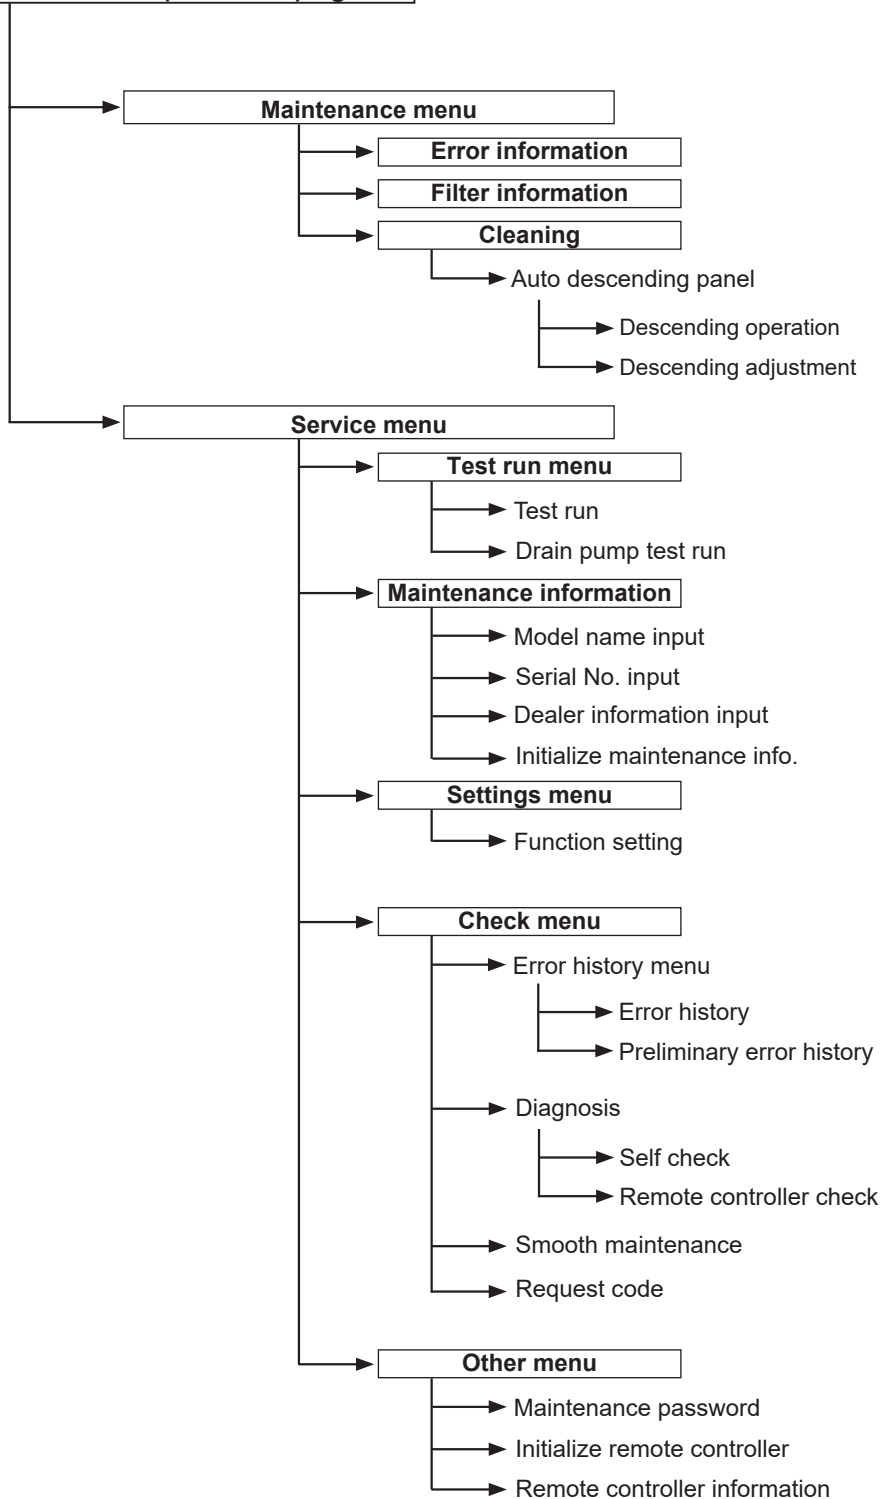 Maintenance menu
Error information
Filter information
Cleaning
Auto descending panel
Descending operation
Descending adjustment
Service menu
Test run menu
Test run
Drain pump test run
Maintenance information
Model name input
Serial No. input
Dealer information input
Initialize maintenance info.
Settings menu
Function setting
Check menu
Error history menu
Error history
Preliminary error history
Diagnosis
Self check
Remote controller check
Smooth maintenance
Request code
Other menu
Maintenance password
Initialize remote controller
Remote controller information